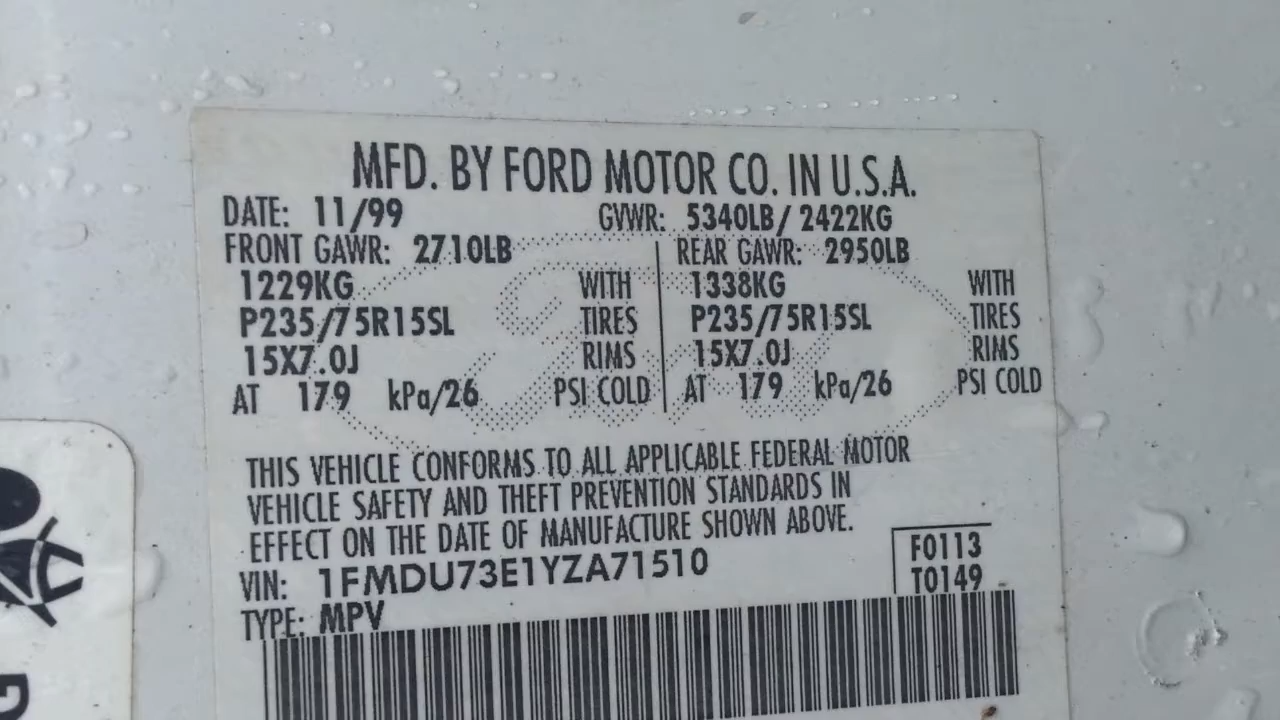 MFD. BY FORD MOTOR CO. IN U.S.A.
DATE: 11/99 GVWR: 5340LB/ 2422KG
FRONT GAWR: 2710LB REAR GAWR: 2950LB
1229KG WITH 1338KG WITH
P235/75R15SL TIRES P235/75R15SL TIRES
15X7.0J RIMS 15X7.0J RIMS
AT 179 kPa/26 PSI COLD AT 179 kPa/26 PSI COLD
THIS VEHICLE CONFORMS TO ALL APPLICABLE FEDERAL MOTOR
VEHICLE SAFETY AND THEFT PREVENTION STANDARDS IN
EFFECT ON THE DATE OF MANUFACTURE SHOWN ABOVE.
VIN: 1FMDU73E1YZA71510
F0113
T0149
TYPE: MPV